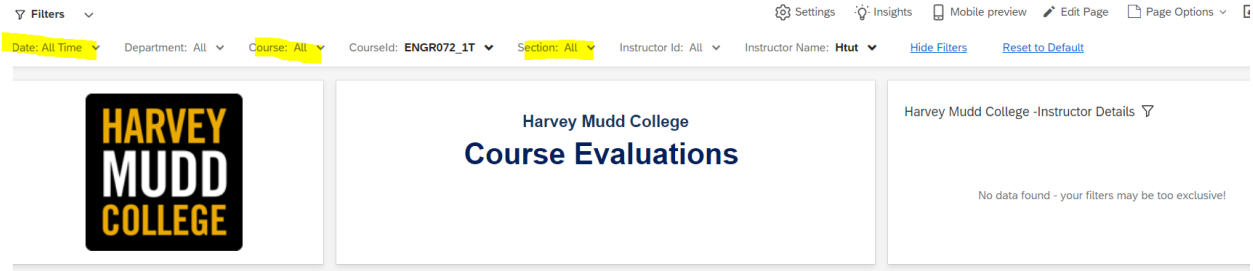 Filters
Settings Insights Mobile preview Edit Page Page Options
Date: All Time Department: All Course: All CourseId: ENGR072_1T Section: All Instructor Id: All Instructor Name: Htut Hide Filters Reset to Default
HARVEY
MUDD
COLLEGE
Harvey Mudd College
Course Evaluations
Harvey Mudd College -Instructor Details
No data found - your filters may be too exclusive!